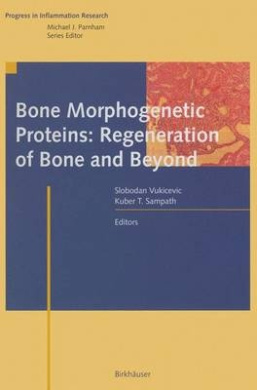 Progress in Inflammation Research
Michael J. Parnham
Series Editor
Bone Morphogenetic
Proteins: Regeneration
of Bone and Beyond
Slobodan Vukicevic
Kuber T. Sampath
Editors
Birkhäuser